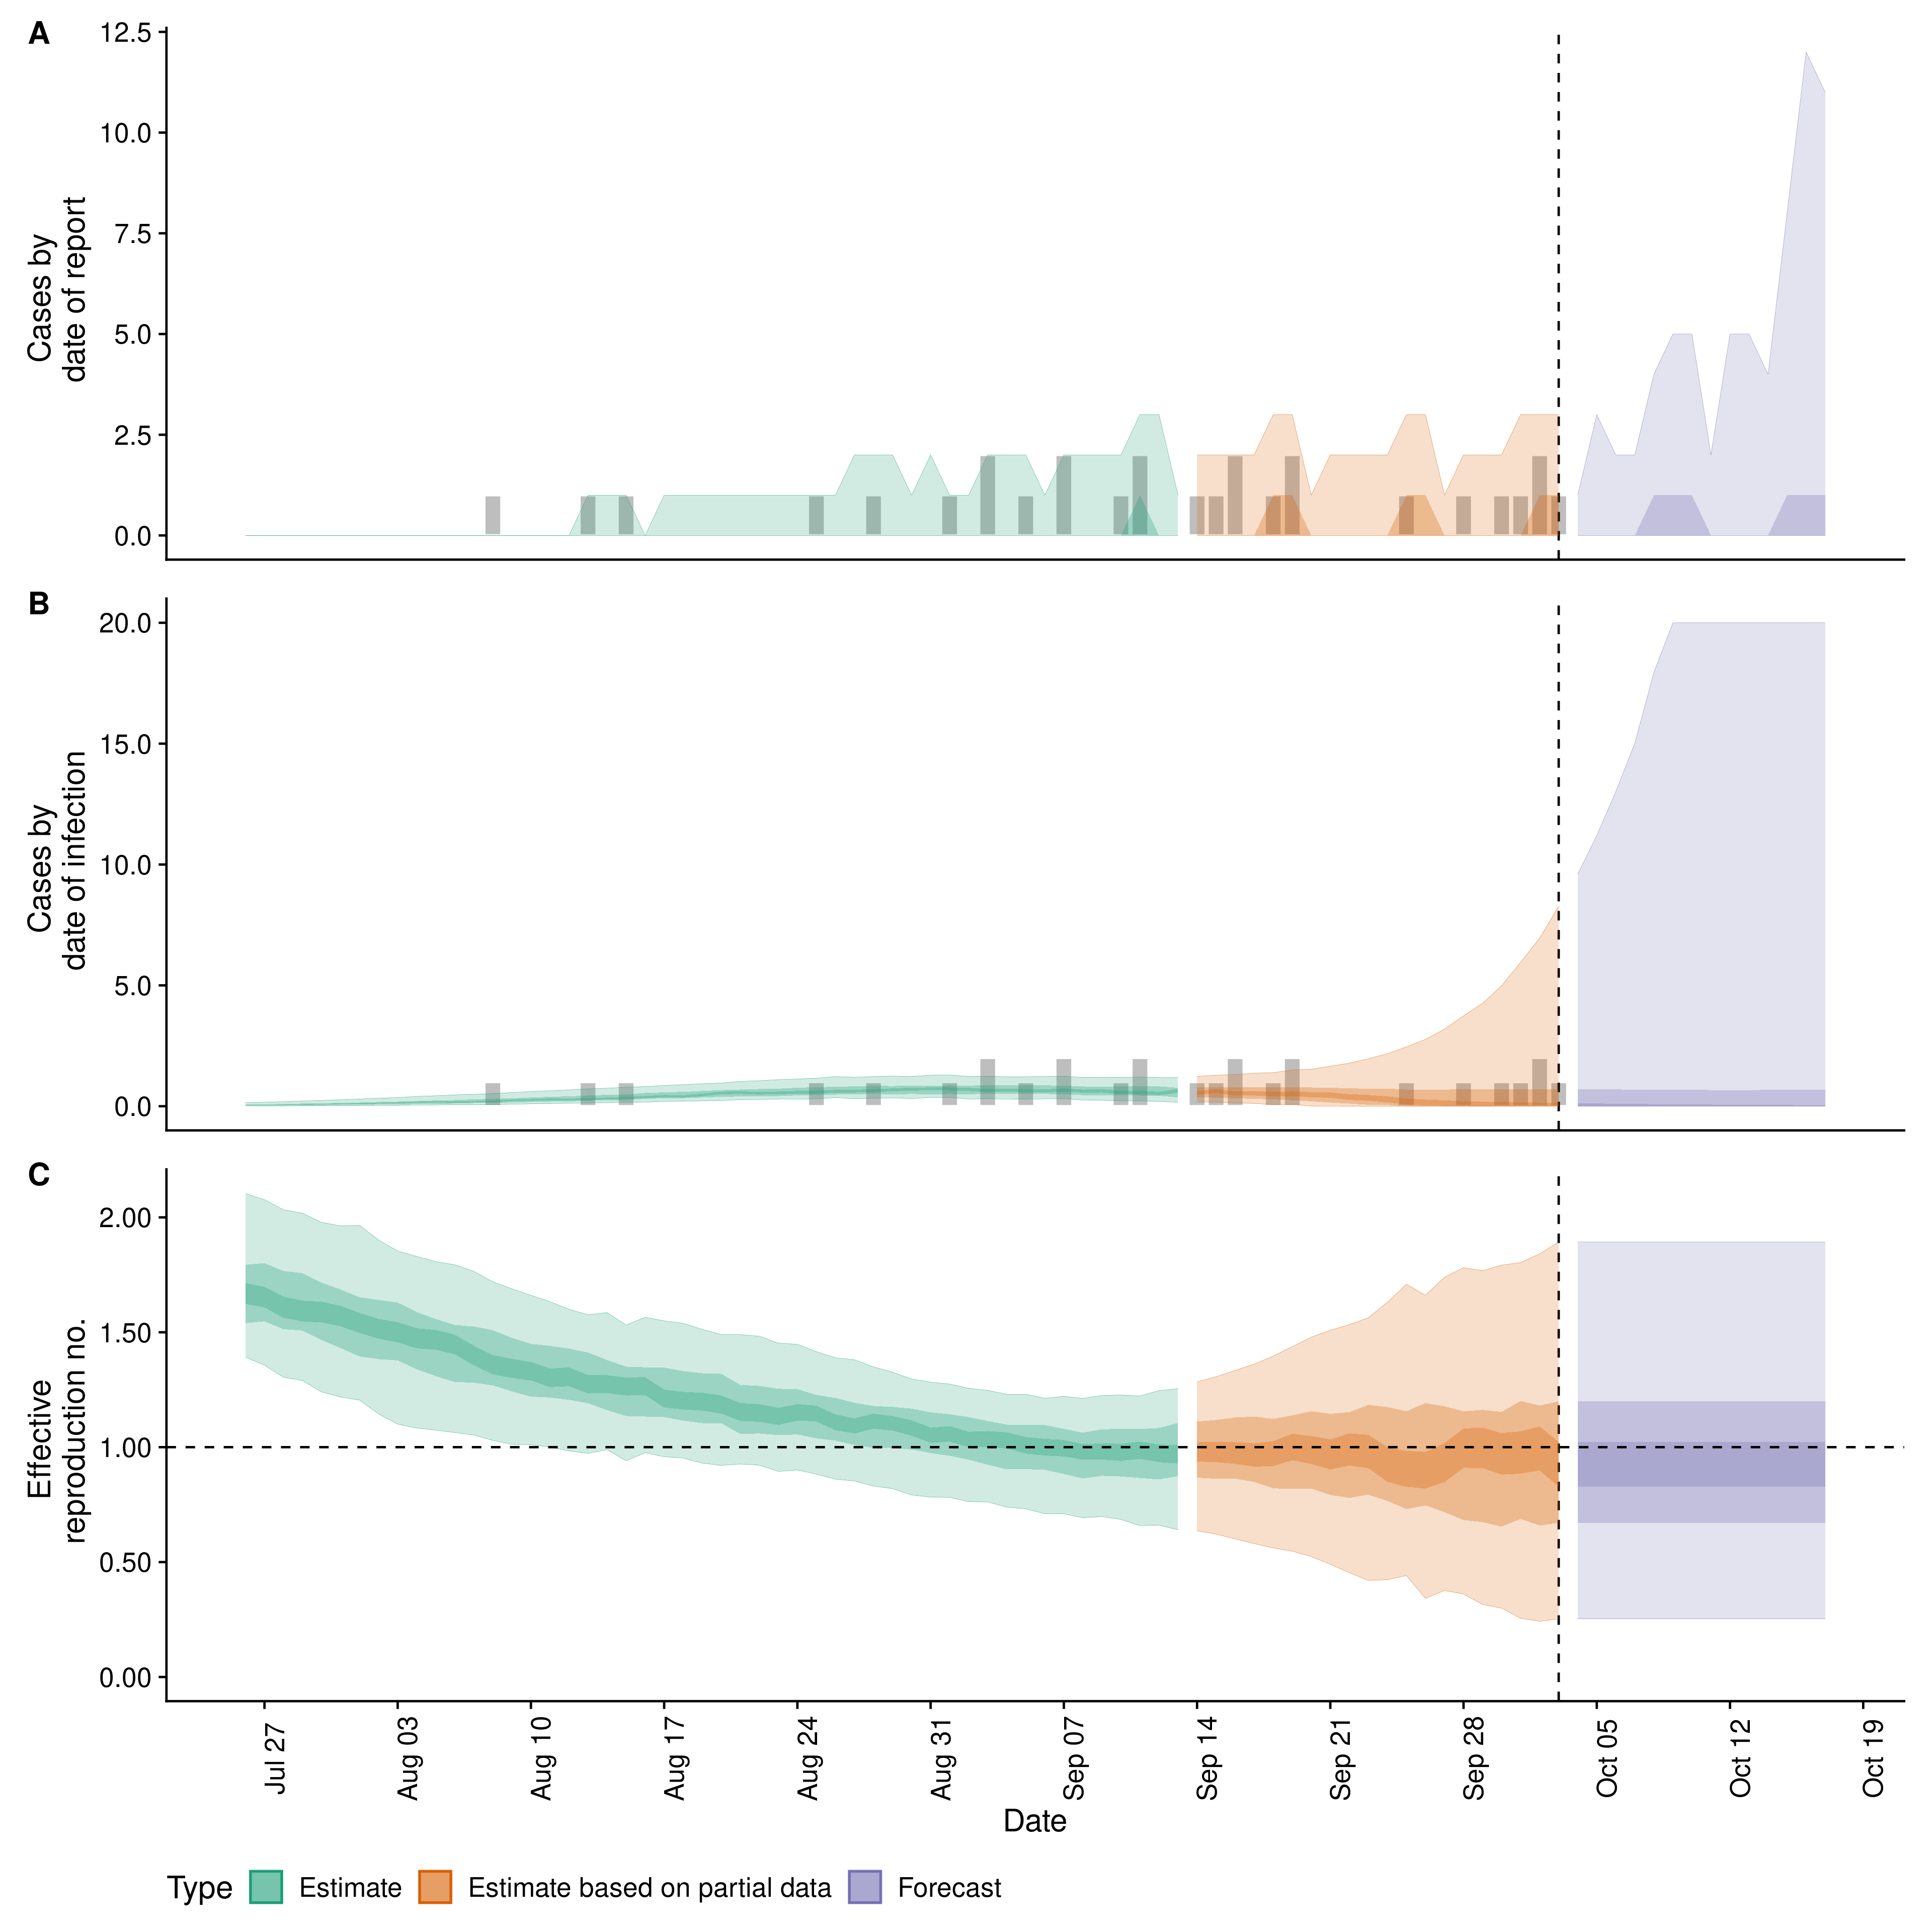 A
12.5
10.0
7.5
5.0
2.5
0.0
Cases by
date of report
B
20.0
15.0
10.0
5.0
0.0
Cases by
date of infection
C
2.00
1.50
1.00
0.50
0.00
Effective
reproduction no.
Jul 27
Aug 03
Aug 10
Aug 17
Aug 24
Aug 31
Sep 07
Sep 14
Sep 21
Sep 28
Oct 05
Oct 12
Oct 19
Date
Type Estimate Estimate based on partial data Forecast